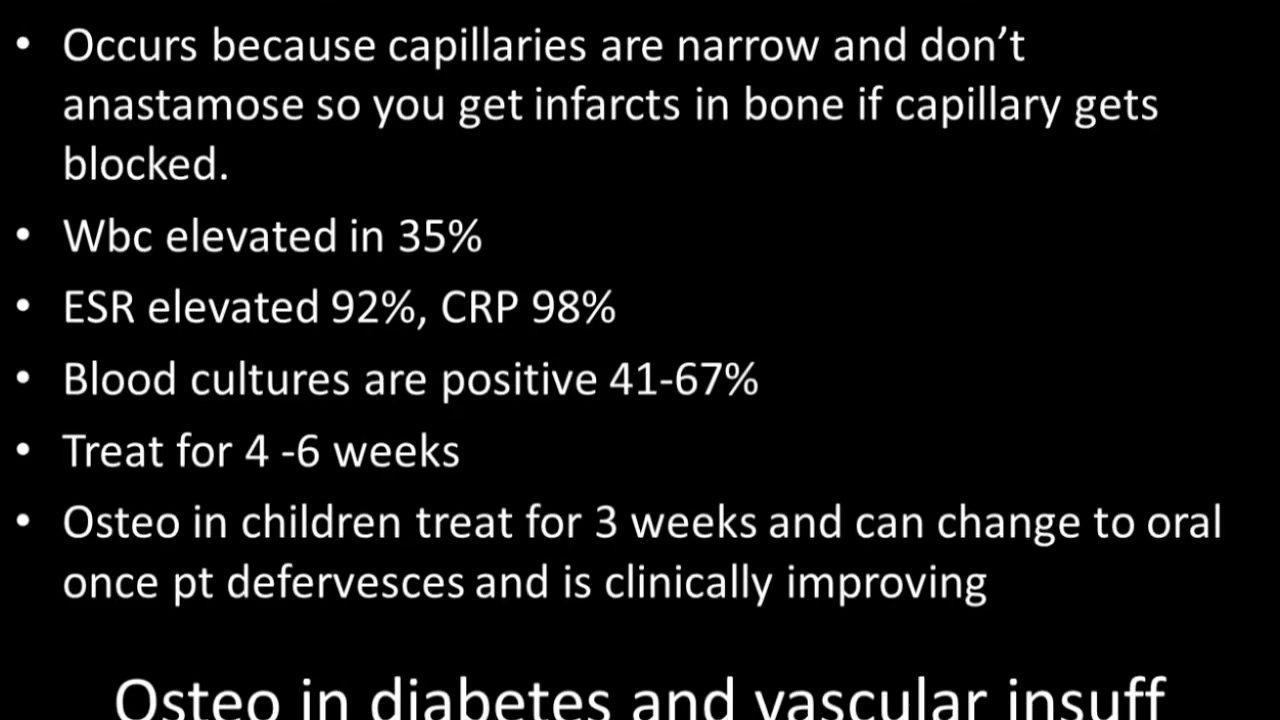 • Occurs because capillaries are narrow and don't
anastamose so you get infarcts in bone if capillary gets
blocked.
• Wbc elevated in 35%
• ESR elevated 92%, CRP 98%
• Blood cultures are positive 41-67%
• Treat for 4 -6 weeks
• Osteo in children treat for 3 weeks and can change to oral
once pt defervesces and is clinically improving
Osteo in diabetes and vascular insuff